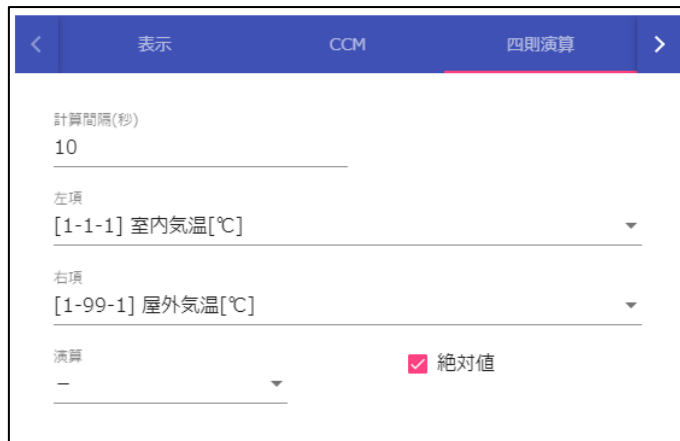 表示 CCM 四則演算
計算間隔(秒)
10
左項
[1-1-1] 室内気温[℃]
右項
[1-99-1] 屋外気温[℃]
演算
－
絶対値